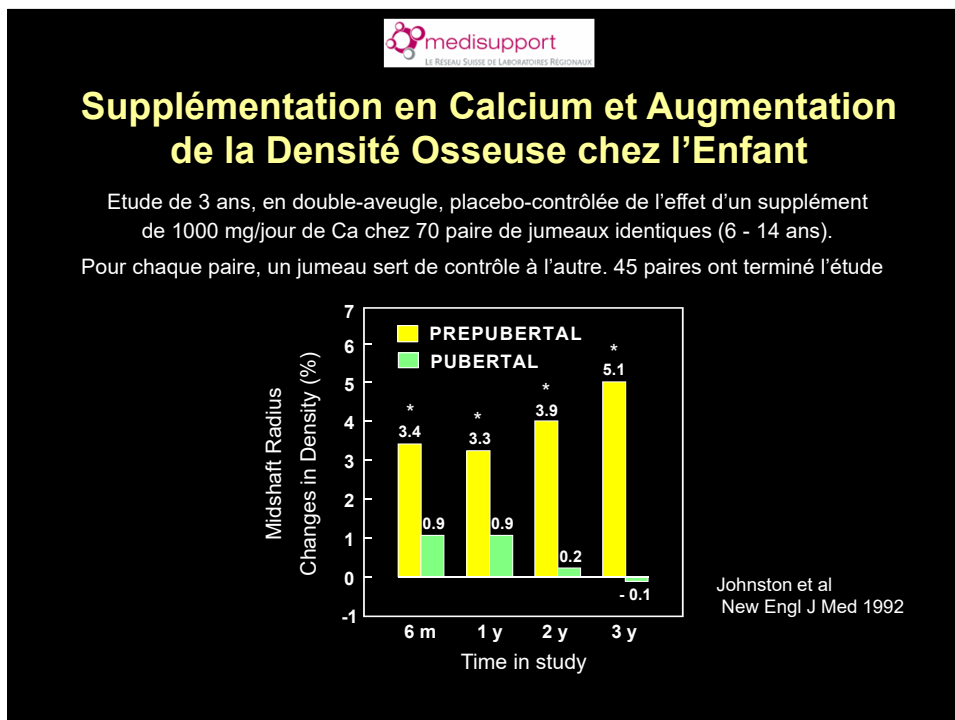 medisupport
LE RÉSEAU SUISSE DE LABORATOIRES RÉGIONAUX
Supplémentation en Calcium et Augmentation
de la Densité Osseuse chez l'Enfant
Etude de 3 ans, en double-aveugle, placebo-contrôlée de l'effet d'un supplément
de 1000 mg/jour de Ca chez 70 paire de jumeaux identiques (6 - 14 ans).
Pour chaque paire, un jumeau sert de contrôle à l'autre. 45 paires ont terminé l'étude
Midshaft Radius
Changes in Density (%)
7
6
5
4
3
2
1
0
-1
PREPUBERTAL
PUBERTAL
*
3.4
0.9
*
3.3
0.9
*
3.9
0.2
*
5.1
- 0.1
6 m 1 y 2 y 3 y
Time in study
Johnston et al
New Engl J Med 1992